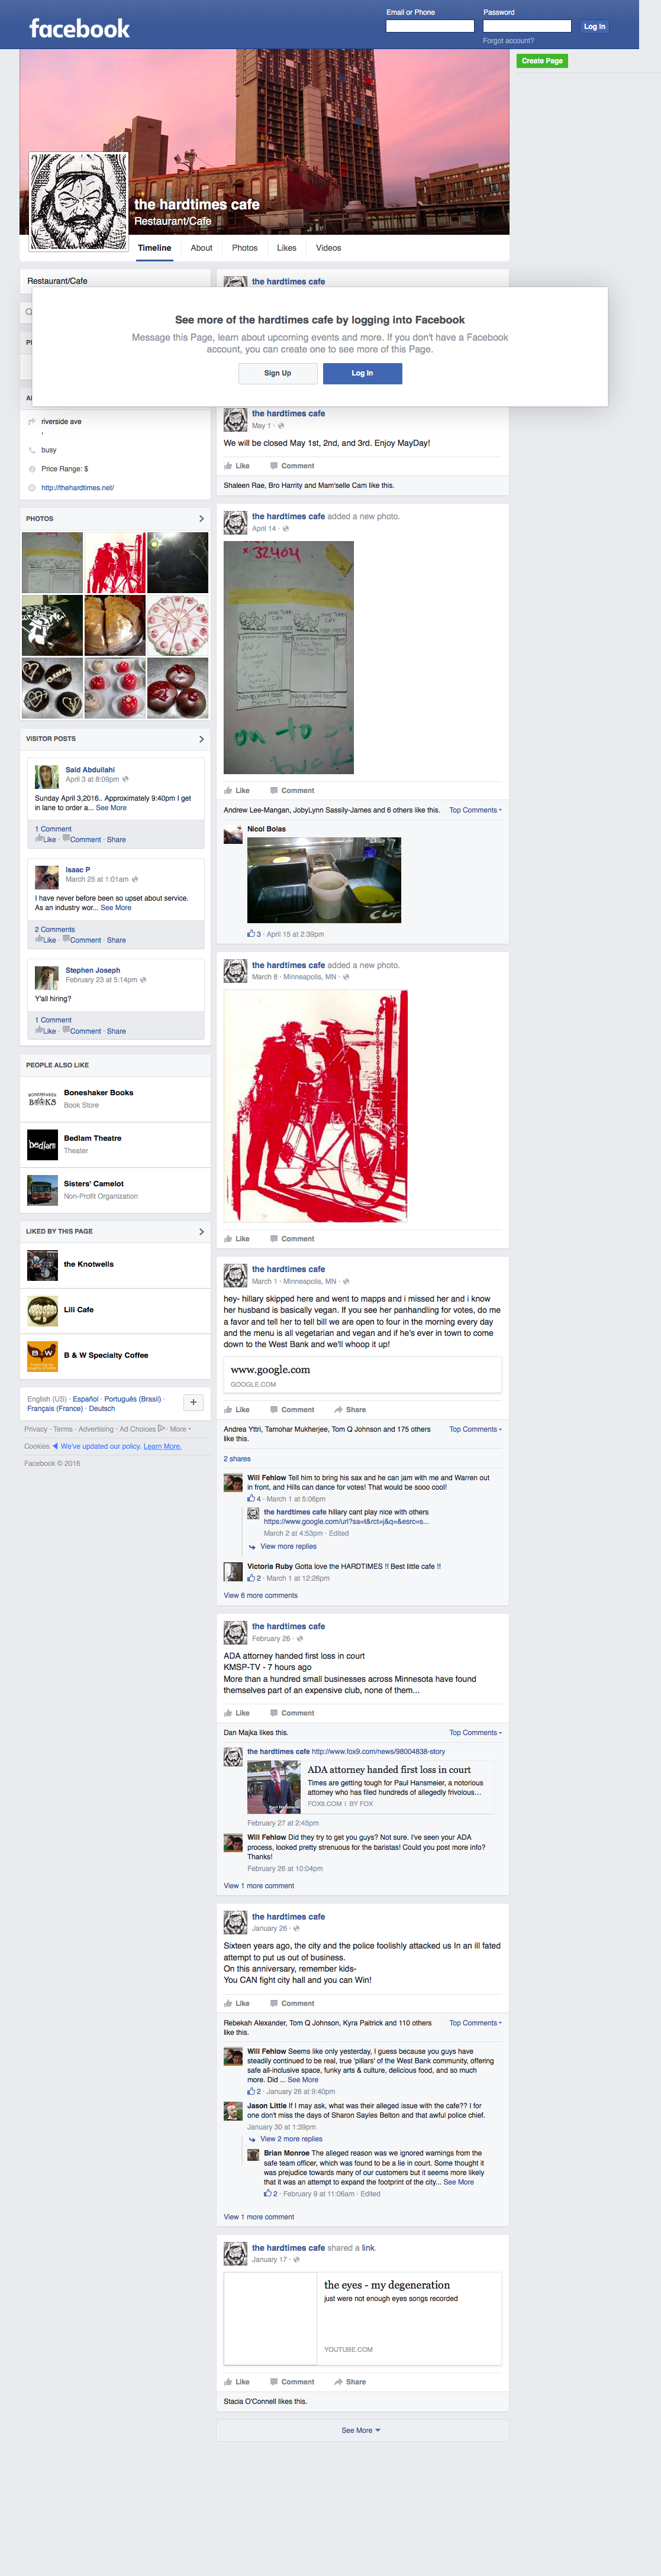 facebook
Email or Phone
Password
Log In
Forgot account?
Create Page
the hardtimes cafe
Restaurant/Cafe
Timeline
About
Photos
Likes
Videos
Restaurant/Cafe
the hardtimes cafe
See more of the hardtimes cafe by logging into Facebook
Message this Page, learn about upcoming events and more. If you don't have a Facebook
account, you can create one to see more of this Page.
Sign Up
Log In
riverside ave
,
busy
Price Range: $
http://thehardtimes.net/
PHOTOS
VISITOR POSTS
Said Abdullahi
April 3 at 8:09pm
Sunday April 3,2016.. Approximately 9:40pm I get
in lane to order a... See More
1 Comment
Like · Comment · Share
Isaac P
March 25 at 1:01am
I have never before been so upset about service.
As an industry wor... See More
2 Comments
Like · Comment · Share
Stephen Joseph
February 23 at 5:14pm
Y'all hiring?
1 Comment
Like · Comment · Share
PEOPLE ALSO LIKE
BONESHAKER
BOOKS
Boneshaker Books
Book Store
bedlam
Bedlam Theatre
Theater
Sisters' Camelot
Non-Profit Organization
LIKED BY THIS PAGE
the Knotwells
Lili Cafe
B W
B & W Specialty Coffee
English (US) · Español · Português (Brasil) ·
Français (France) · Deutsch
+
Privacy · Terms · Advertising · Ad Choices · More
Cookies We've updated our policy. Learn More.
Facebook © 2016
the hardtimes cafe
May 1 ·
We will be closed May 1st, 2nd, and 3rd. Enjoy MayDay!
Like Comment
Shaleen Rae, Bro Harrity and Mam'selle Cam like this.
the hardtimes cafe added a new photo.
April 14 ·
× 32404
Like Comment
Andrew Lee-Mangan, JobyLynn Sassily-James and 6 others like this.
Top Comments
Nicol Bolas
3 · April 15 at 2:39pm
the hardtimes cafe added a new photo.
March 8 · Minneapolis, MN ·
Like Comment
the hardtimes cafe
March 1 · Minneapolis, MN ·
hey- hillary skipped here and went to mapps and i missed her and i know
her husband is basically vegan. If you see her panhandling for votes, do me
a favor and tell her to tell bill we are open to four in the morning every day
and the menu is all vegetarian and vegan and if he's ever in town to come
down to the West Bank and we'll whoop it up!
www.google.com
GOOGLE.COM
Like Comment Share
Andrea Yttri, Tamohar Mukherjee, Tom Q Johnson and 175 others
like this.
Top Comments
2 shares
Will Fehlow Tell him to bring his sax and he can jam with me and Warren out
in front, and Hills can dance for votes! That would be sooo cool!
4 · March 1 at 5:06pm
the hardtimes cafe hillary cant play nice with others
https://www.google.com/url?sa=t&rct=j&q=&esrc=s...
March 2 at 4:53pm · Edited
View more replies
Victoria Ruby Gotta love the HARDTIMES !! Best little cafe !!
2 · March 1 at 12:26pm
View 6 more comments
the hardtimes cafe
February 26 ·
ADA attorney handed first loss in court
KMSP-TV - 7 hours ago
More than a hundred small businesses across Minnesota have found
themselves part of an expensive club, none of them...
Like Comment
Dan Majka likes this.
Top Comments
the hardtimes cafe http://www.fox9.com/news/98004838-story
ADA attorney handed first loss in court
Times are getting tough for Paul Hansmeier, a notorious
attorney who has filed hundreds of allegedly frivolous...
FOX9.COM | BY FOX
February 27 at 2:45pm
Will Fehlow Did they try to get you guys? Not sure. I've seen your ADA
process, looked pretty strenuous for the baristas! Could you post more info?
Thanks!
February 26 at 10:04pm
View 1 more comment
the hardtimes cafe
January 26 ·
Sixteen years ago, the city and the police foolishly attacked us In an ill fated
attempt to put us out of business.
On this anniversary, remember kids-
You CAN fight city hall and you can Win!
Like Comment
Rebekah Alexander, Tom Q Johnson, Kyra Paitrick and 110 others
like this.
Top Comments
Will Fehlow Seems like only yesterday, I guess because you guys have
steadily continued to be real, true 'pillars' of the West Bank community, offering
safe all-inclusive space, funky arts & culture, delicious food, and so much
more. Did ... See More
2 · January 26 at 9:40pm
Jason Little If I may ask, what was their alleged issue with the cafe?? I for
one don't miss the days of Sharon Sayles Belton and that awful police chief.
January 30 at 1:39pm
View 2 more replies
Brian Monroe The alleged reason was we ignored warnings from the
safe team officer, which was found to be a lie in court. Some thought it
was prejudice towards many of our customers but it seems more likely
that it was an attempt to expand the footprint of the city... See More
2 · February 9 at 11:06am · Edited
View 1 more comment
the hardtimes cafe shared a link.
January 17 ·
the eyes - my degeneration
just were not enough eyes songs recorded
YOUTUBE.COM
Like Comment Share
Stacia O'Connell likes this.
See More